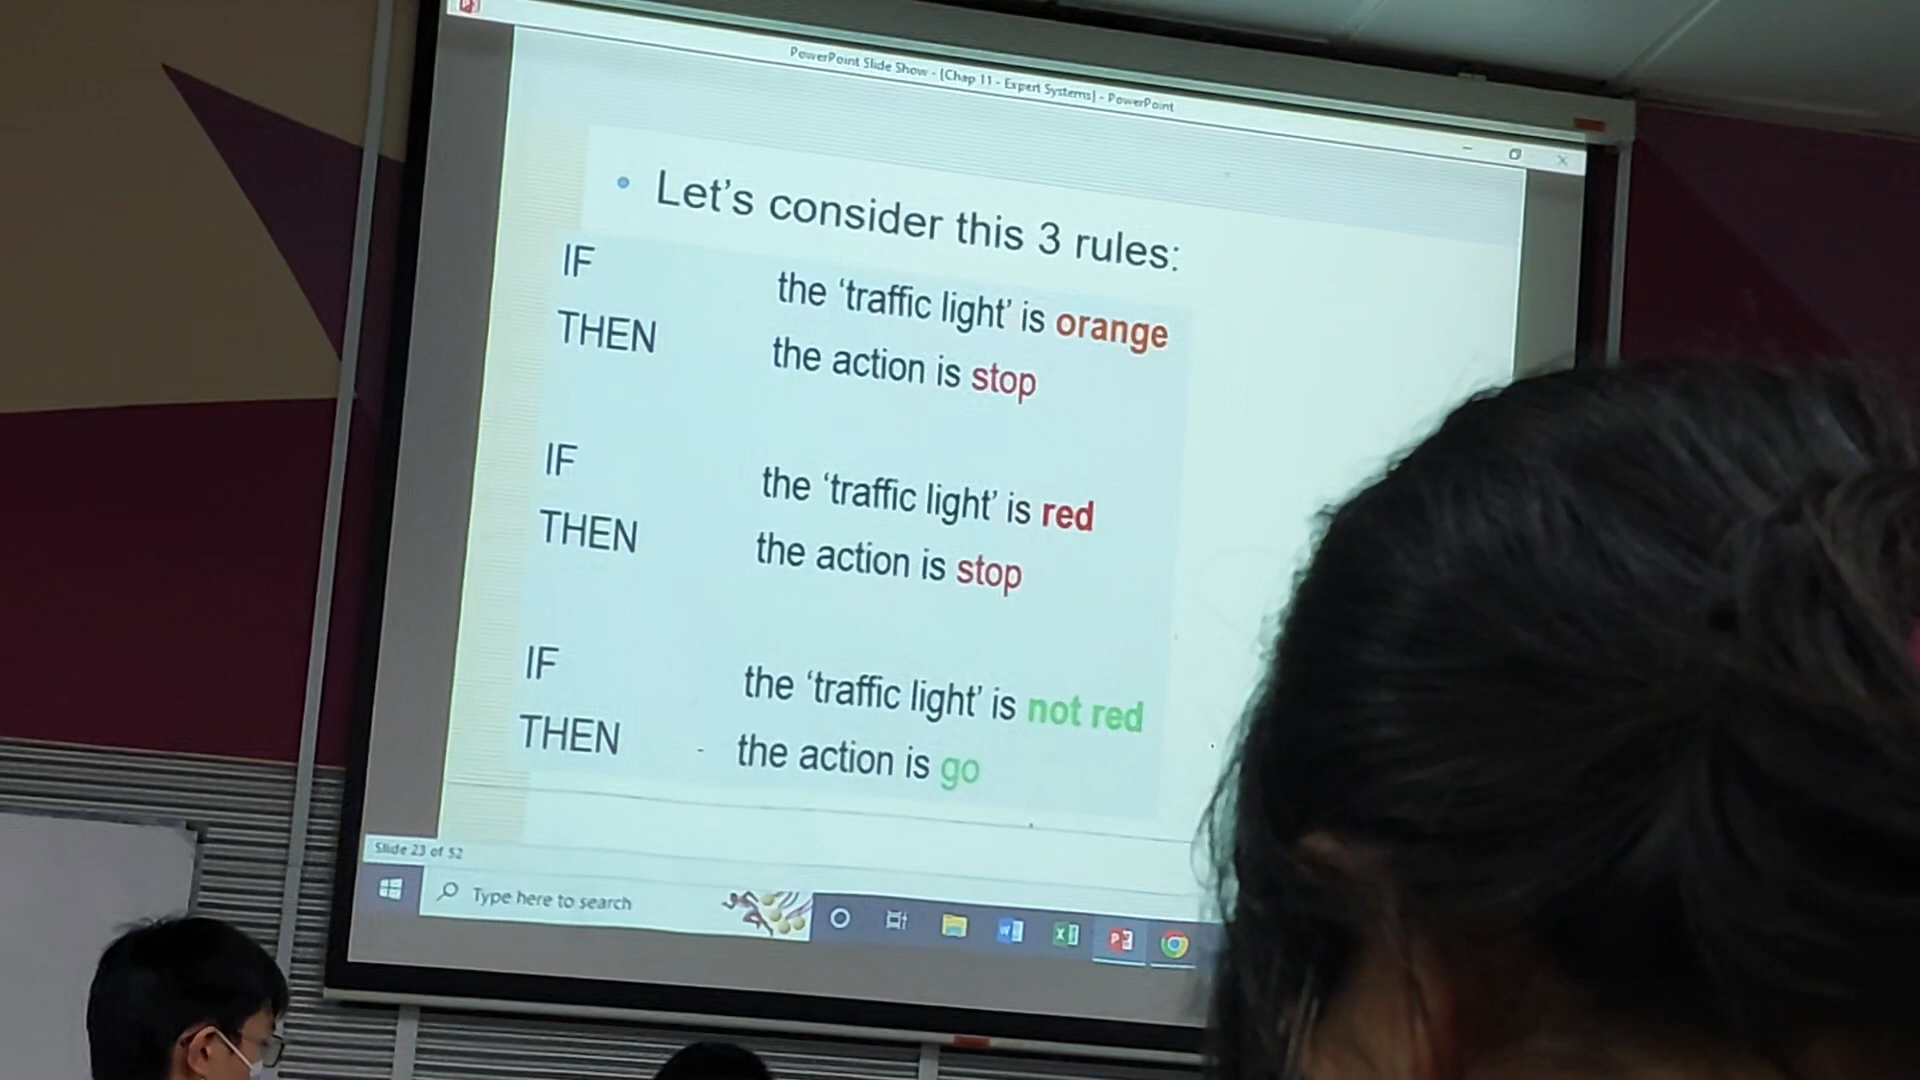 PowerPoint Slide Show - [Chap 11 - Expert Systems] - PowerPoint
• Let's consider this 3 rules:
IF the 'traffic light' is orange
THEN the action is stop
IF the 'traffic light' is red
THEN the action is stop
IF the 'traffic light' is not red
THEN - the action is go
Slide 23 of 52
Type here to search